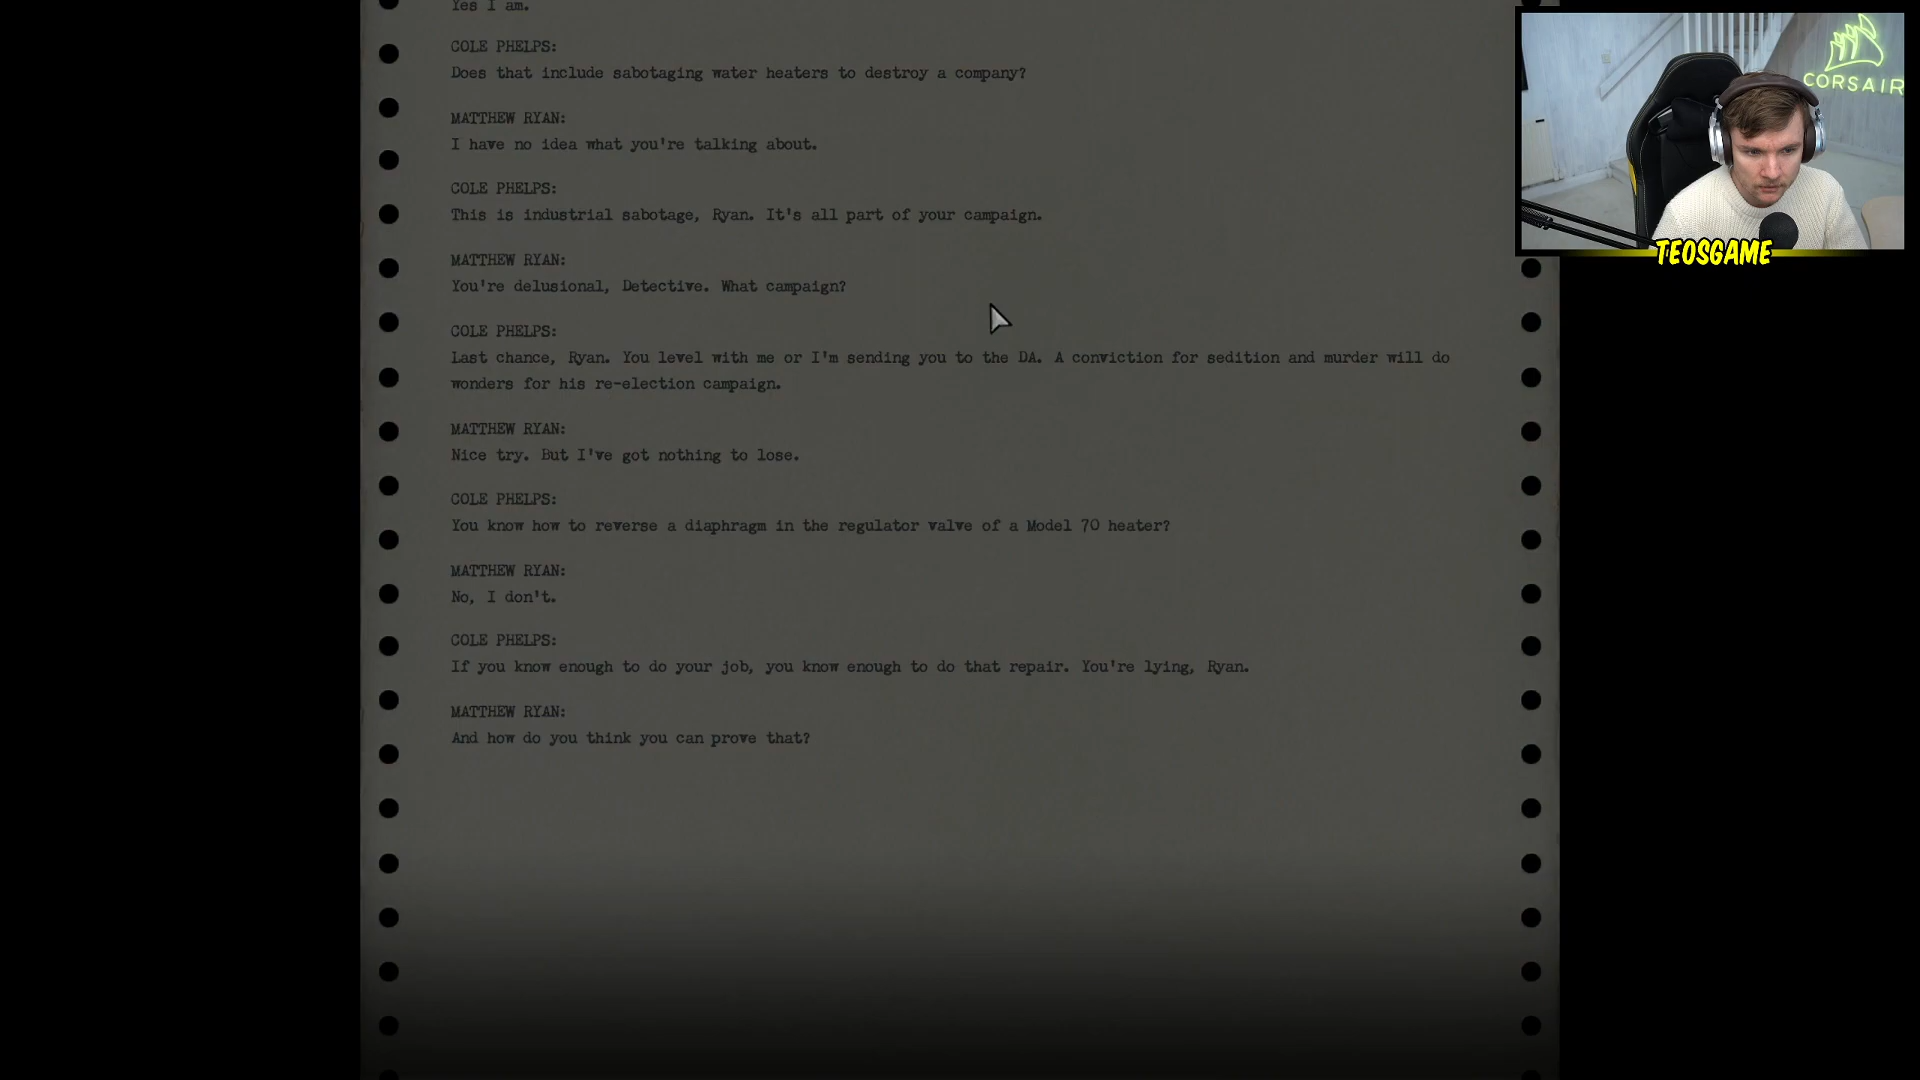 Yes I am.
COLE PHELPS:
Does that include sabotaging water heaters to destroy a company?
MATTHEW RYAN:
I have no idea what you're talking about.
COLE PHELPS:
This is industrial sabotage, Ryan. It's all part of your campaign.
MATTHEW RYAN:
You're delusional, Detective. What campaign?
COLE PHELPS:
Last chance, Ryan. You level with me or I'm sending you to the DA. A conviction for sedition and murder will do
wonders for his re-election campaign.
MATTHEW RYAN:
Nice try. But I've got nothing to lose.
COLE PHELPS:
You know how to reverse a diaphragm in the regulator valve of a Model 70 heater?
MATTHEW RYAN:
No, I don't.
COLE PHELPS:
If you know enough to do your job, you know enough to do that repair. You're lying, Ryan.
MATTHEW RYAN:
And how do you think you can prove that?
CORSAIR
TEOSGAME